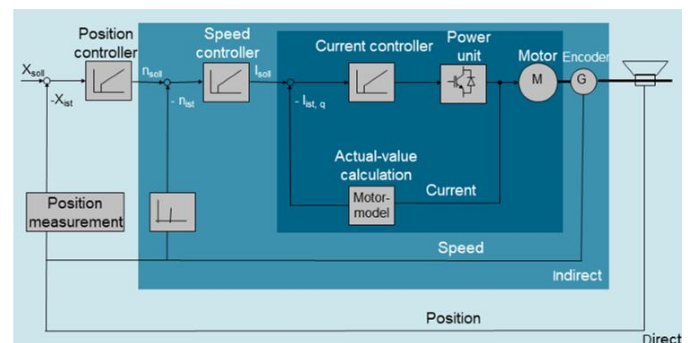 Position
controller
Speed
controller
Current controller
Power
unit
Motor
Encoder
X_soll
n_soll
I_soll
-X_ist
- n_ist
- I_ist, q
M
G
Actual-value
calculation
Motor-
model
Current
Position
measurement
Speed
Indirect
Position
Direct